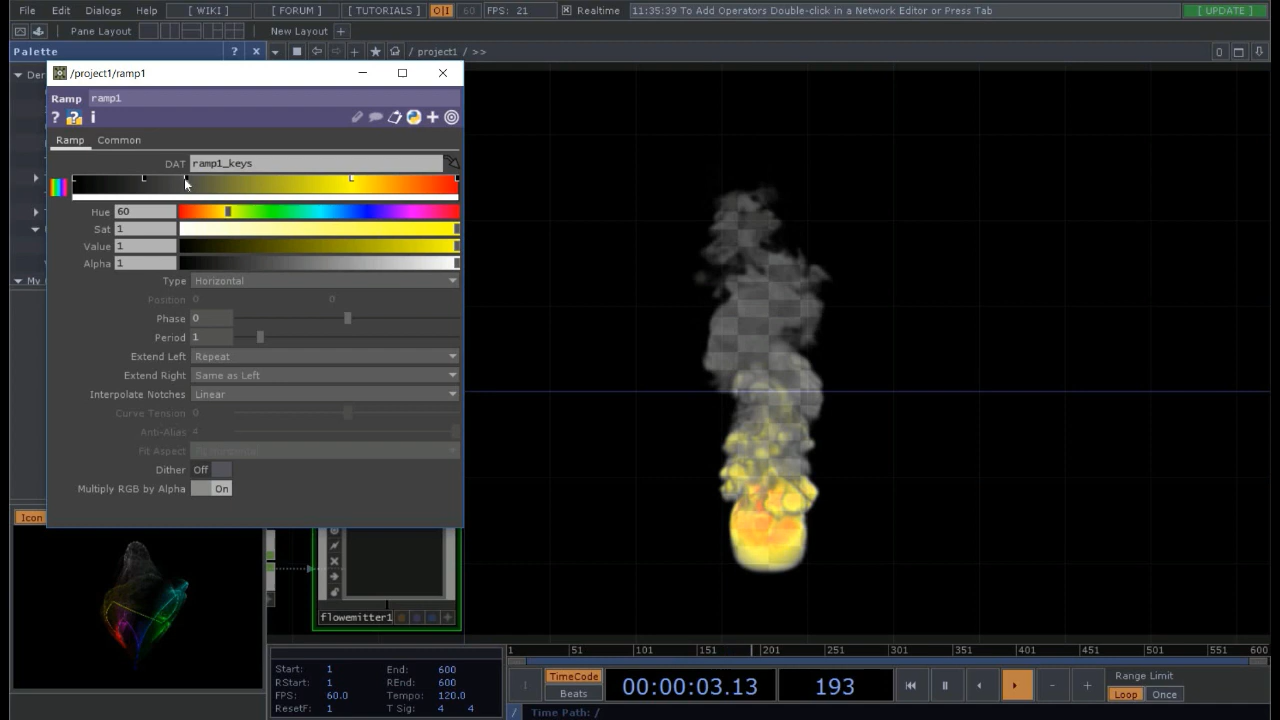 File Edit Dialogs Help [ WIKI ] [ FORUM ] [ TUTORIALS ] O|I 60 FPS: 21 Realtime 11:35:39 To Add Operators Double-click in a Network Editor or Press Tab [ UPDATE ]
Pane Layout New Layout +
Palette ? x / project1 / >> 0
Der
/project1/ramp1
Ramp ramp1
? ? i
Ramp Common
DAT ramp1_keys
Hue 60
Sat 1
Value 1
Alpha 1
Type Horizontal
My
Position 0 0
Phase 0
Period 1
Extend Left Repeat
Extend Right Same as Left
Interpolate Notches Linear
Curve Tension 0
Anti-Alias 4
Fit Aspect
Dither Off
Multiply RGB by Alpha On
Icon
flowemitter1
1 51 101 151 201 251 301 351 401 451 501 551 600
Start: 1 End: 600
RStart: 1 REnd: 600
FPS: 60.0 Tempo: 120.0
ResetF: 1 T Sig: 4 4
TimeCode
Beats
00:00:03.13 193
Range Limit
Loop Once
/ Time Path: /